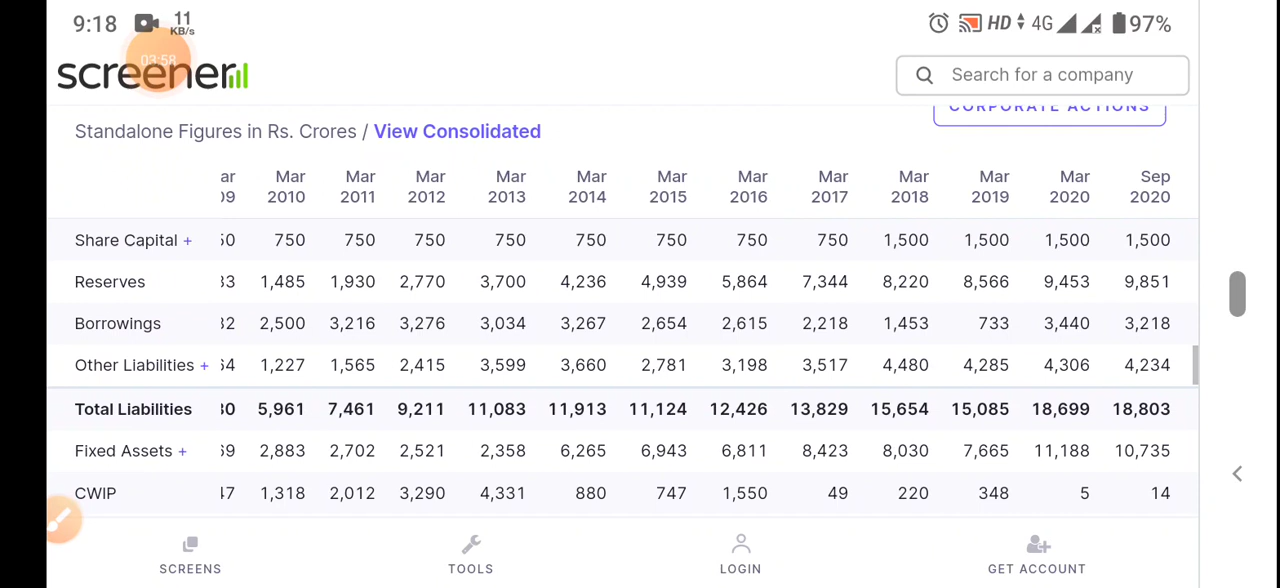 9:18 11 KB/s HD 4G 97%
03:58
screener Search for a company
CORPORATE ACTIONS
Standalone Figures in Rs. Crores / View Consolidated
ar Mar Mar Mar Mar Mar Mar Mar Mar Mar Mar Mar Sep
09 2010 2011 2012 2013 2014 2015 2016 2017 2018 2019 2020 2020
Share Capital + 50 750 750 750 750 750 750 750 750 1,500 1,500 1,500 1,500
Reserves 33 1,485 1,930 2,770 3,700 4,236 4,939 5,864 7,344 8,220 8,566 9,453 9,851
Borrowings 32 2,500 3,216 3,276 3,034 3,267 2,654 2,615 2,218 1,453 733 3,440 3,218
Other Liabilities + 64 1,227 1,565 2,415 3,599 3,660 2,781 3,198 3,517 4,480 4,285 4,306 4,234
Total Liabilities 30 5,961 7,461 9,211 11,083 11,913 11,124 12,426 13,829 15,654 15,085 18,699 18,803
Fixed Assets + 69 2,883 2,702 2,521 2,358 6,265 6,943 6,811 8,423 8,030 7,665 11,188 10,735
CWIP 47 1,318 2,012 3,290 4,331 880 747 1,550 49 220 348 5 14
SCREENS TOOLS LOGIN GET ACCOUNT